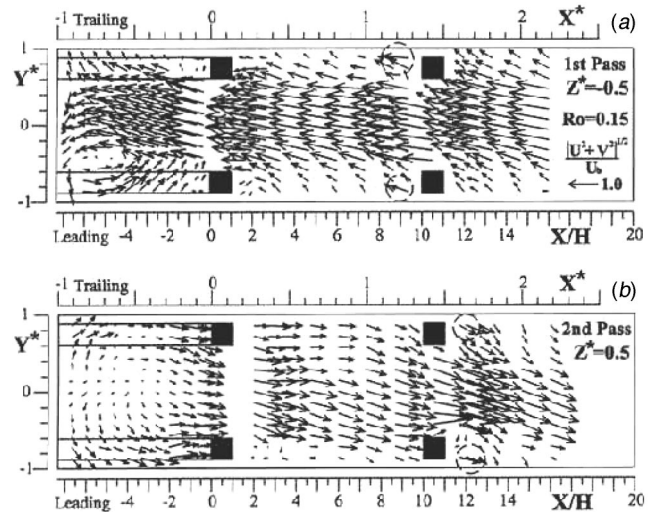 -1 Trailing 0 1 X* 2 (a)
1
Y*
0
-1
1st Pass
Z*=-0.5
Ro=0.15
|U²+V²|^1/2
U_b
1.0
Leading -4 -2 0 2 4 6 8 10 12 14 16 X/H 20
-1 Trailing 0 1 X* 2 (b)
1
Y*
0
-1
2nd Pass
Z*=0.5
Leading -4 -2 0 2 4 6 8 10 12 14 16 X/H 20